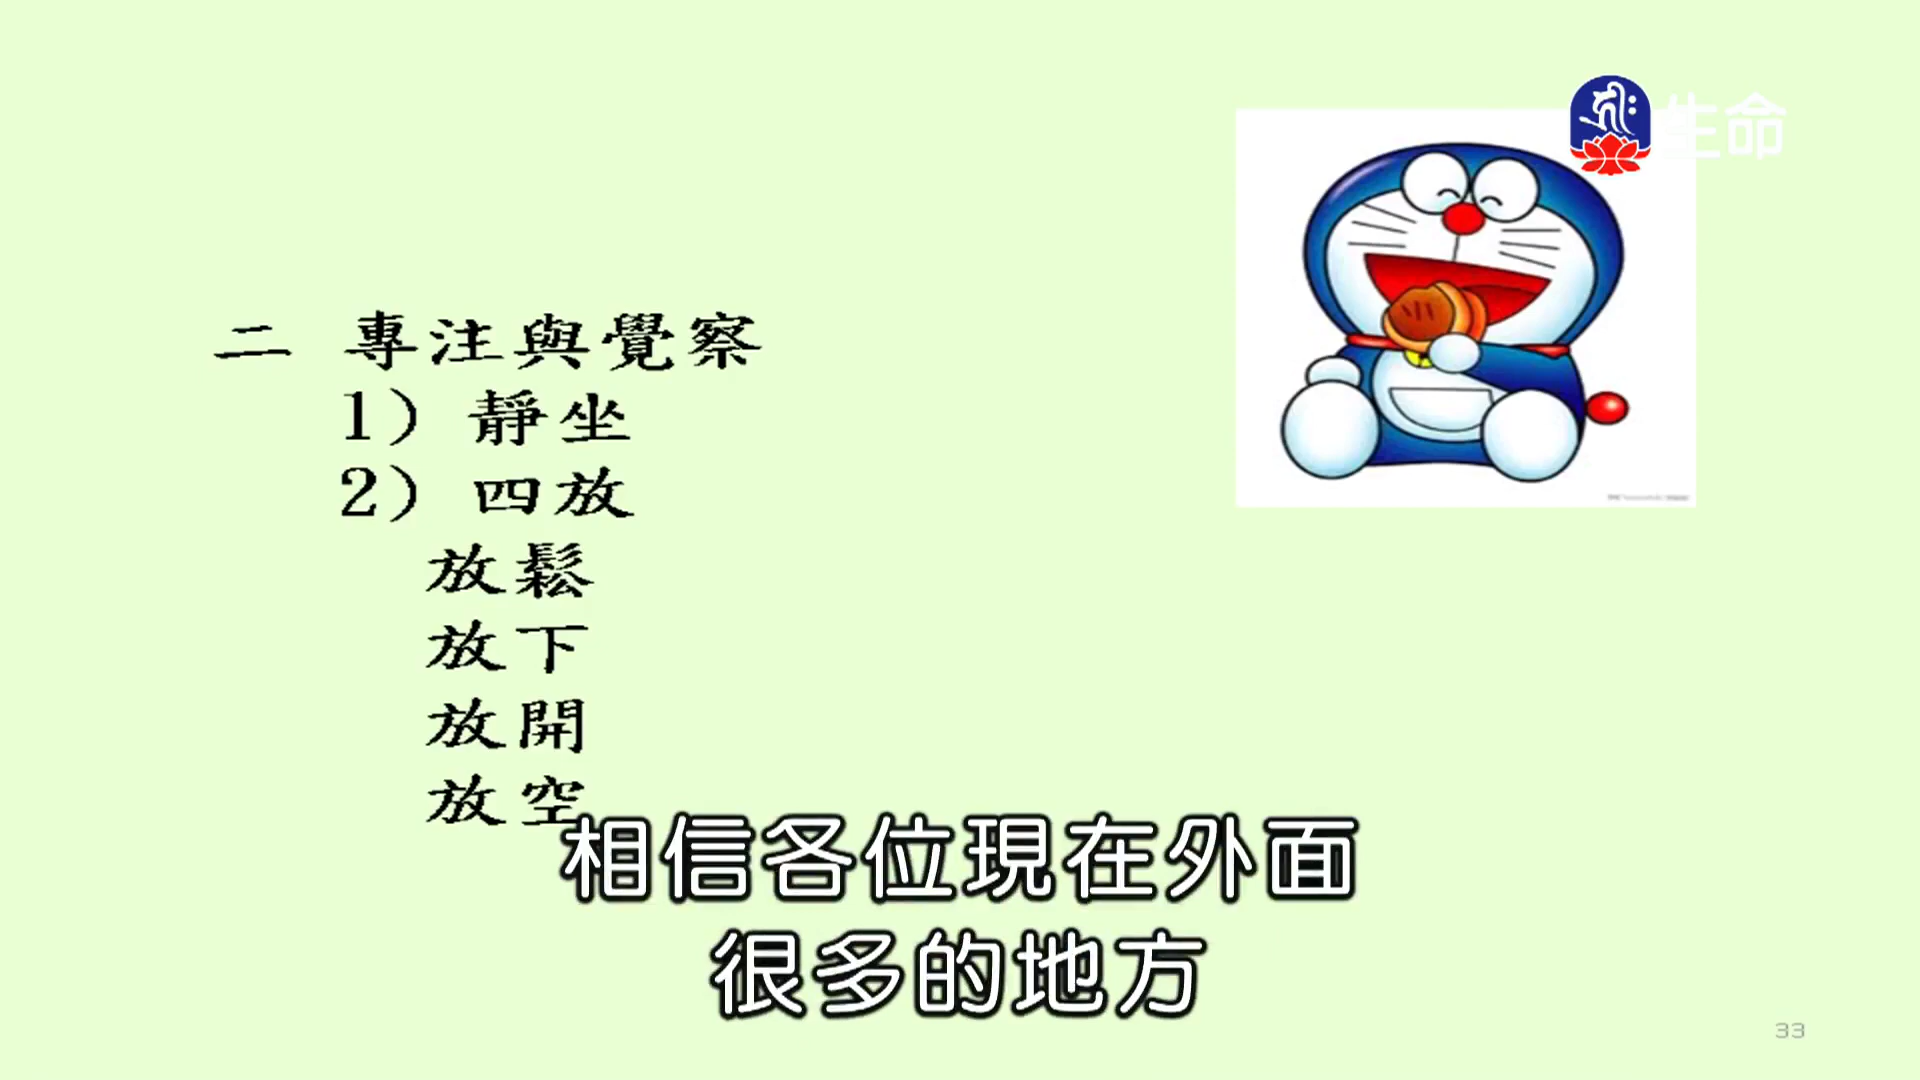 生命
二 專注與覺察
1) 靜坐
2) 四放
放鬆
放下
放開
放空
相信各位現在外面
很多的地方
33